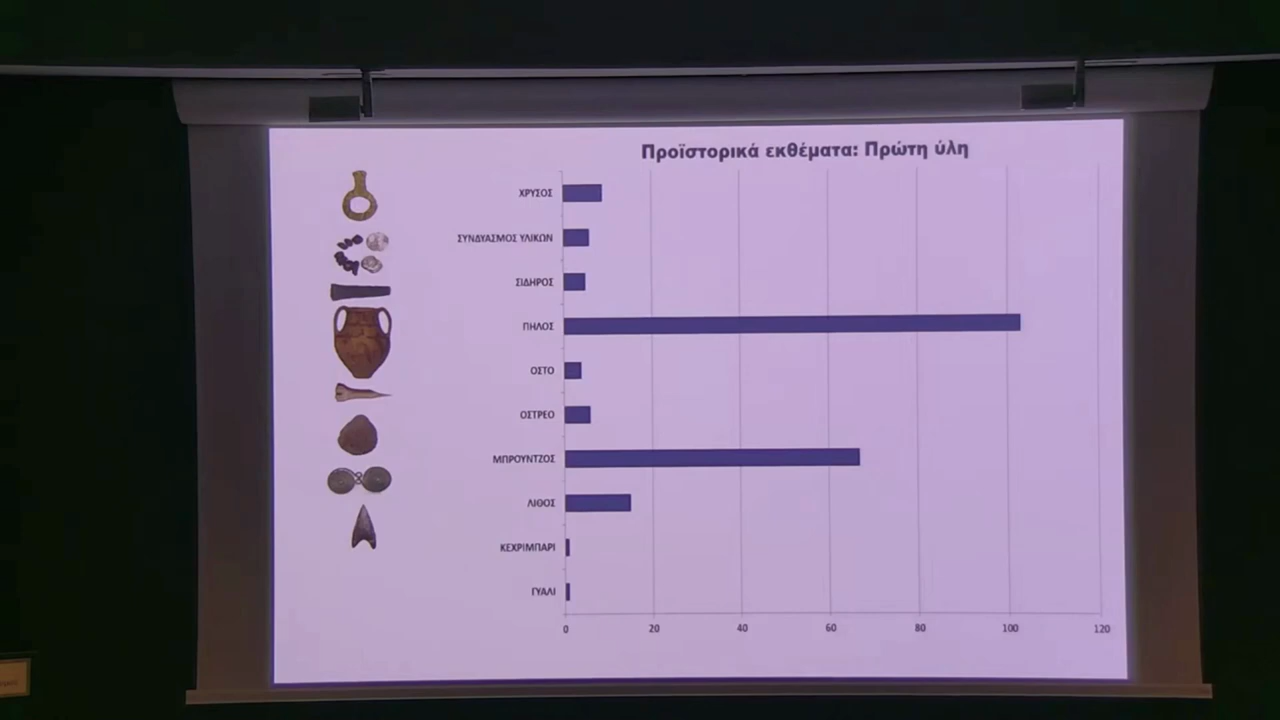 Προϊστορικά εκθέματα: Πρώτη ύλη
ΧΡΥΣΟΣ
ΣΥΝΔΥΑΣΜΟΣ ΥΛΙΚΩΝ
ΣΙΔΗΡΟΣ
ΠΗΛΟΣ
ΟΣΤΟ
ΟΣΤΡΕΟ
ΜΠΡΟΥΝΤΖΟΣ
ΛΙΘΟΣ
ΚΕΧΡΙΜΠΑΡΙ
ΓΥΑΛΙ
0 20 40 60 80 100 120